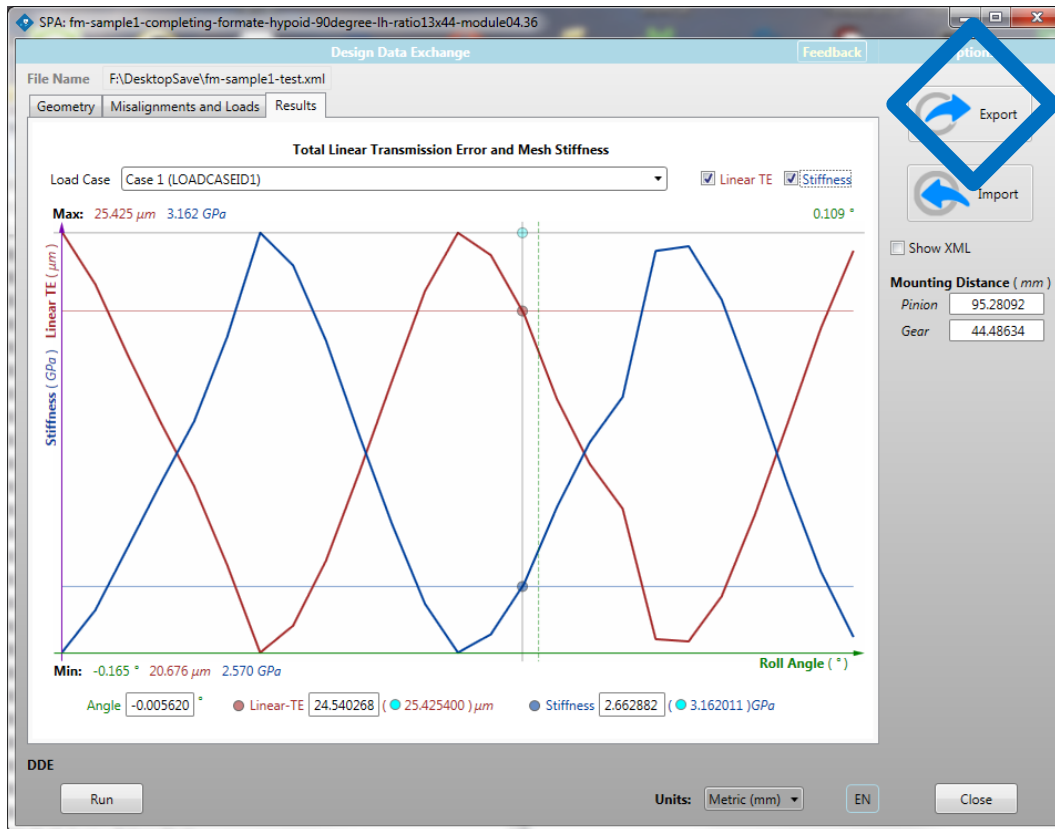 SPA: fm-sample1-completing-formate-hypoid-90degree-lh-ratio13x44-module04.36
Design Data Exchange
Feedback
ption
File Name F:\DesktopSave\fm-sample1-test.xml
Geometry Misalignments and Loads Results
Export
Import
Show XML
Mounting Distance ( mm )
Pinion 95.28092
Gear 44.48634
Total Linear Transmission Error and Mesh Stiffness
Load Case Case 1 (LOADCASEID1) Linear TE Stiffness
Max: 25.425 µm 3.162 GPa 0.109 °
Linear TE ( µm )
Stiffness ( GPa )
Roll Angle ( ° )
Min: -0.165 ° 20.676 µm 2.570 GPa
Angle -0.005620 ° Linear-TE 24.540268 ( 25.425400 ) µm Stiffness 2.662882 ( 3.162011 )GPa
DDE
Run Units: Metric (mm) EN Close